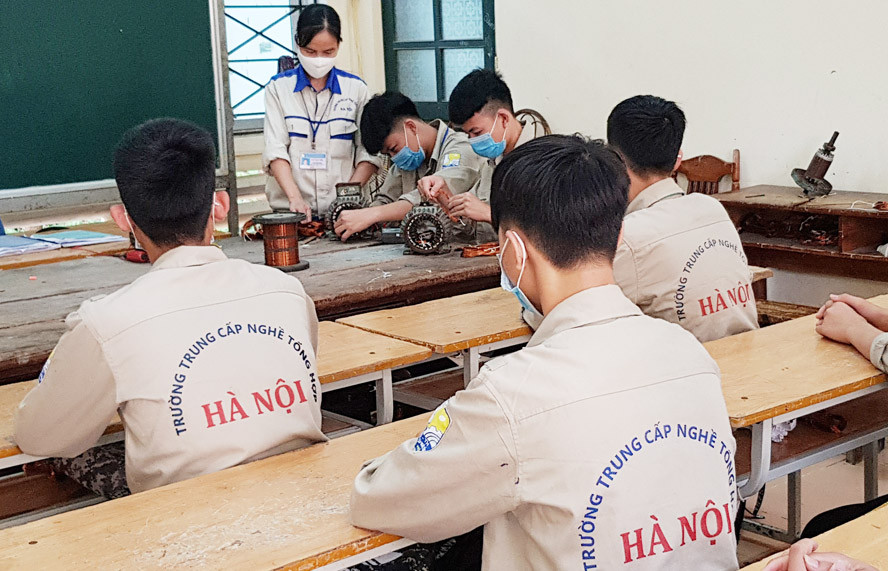 TRƯỜNG TRUNG CẤP NGHỀ TỔNG HỢP
HÀ NỘI
TRƯỜNG TRUNG CẤP NGHỀ
HÀ NỘI
TRƯỜNG TRUNG CẤP NGHỀ TỔNG HỢP
HÀ NỘI